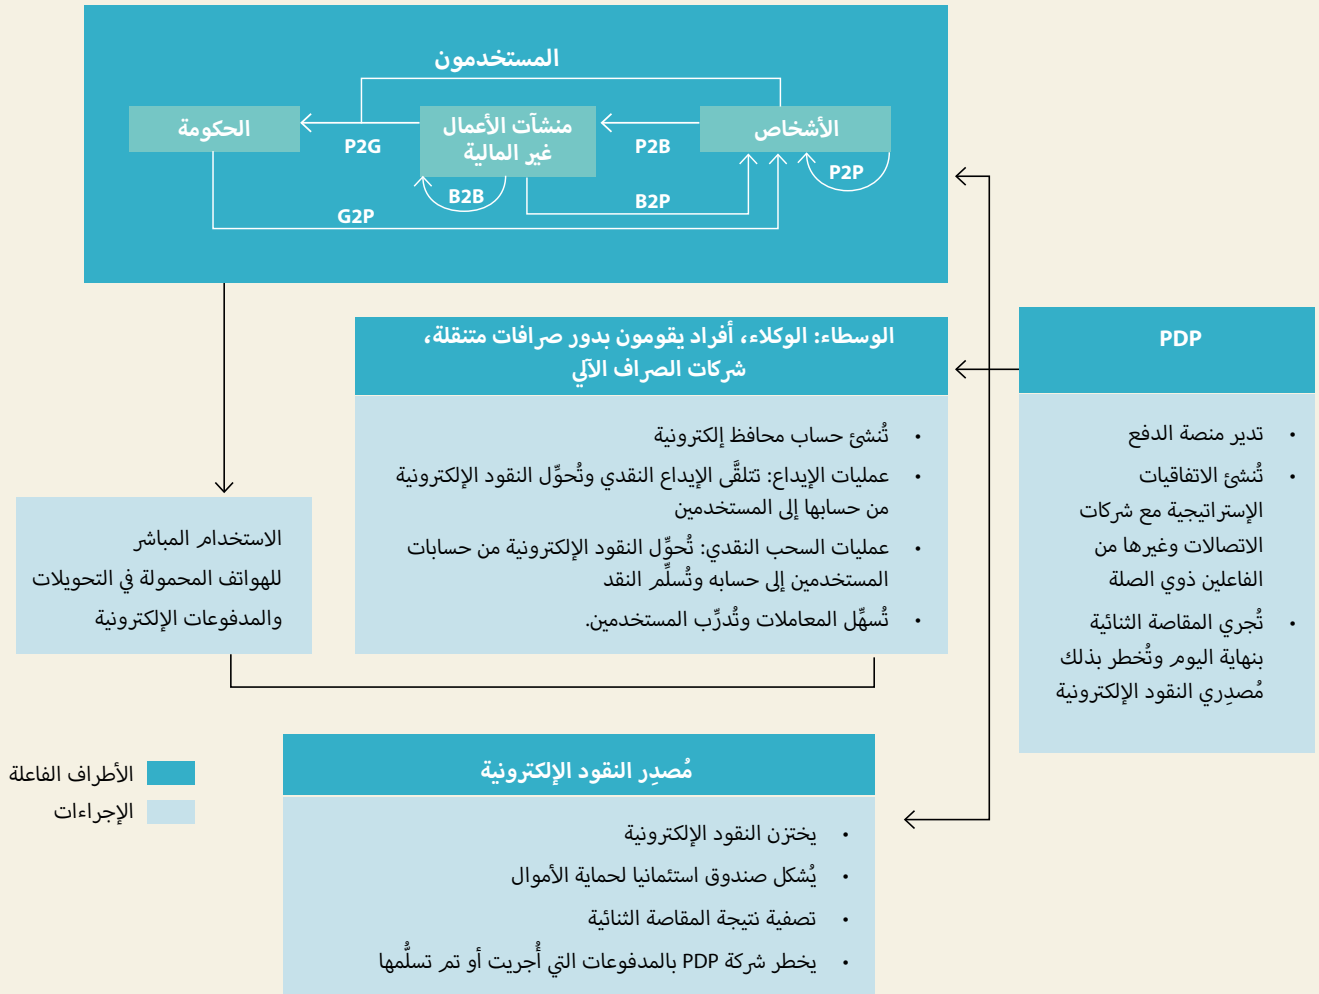 المستخدمون
الأشخاص
منشآت الأعمال
غير المالية
الحكومة
P2B
P2G
P2P
B2B
B2P
G2P
PDP
• تدير منصة الدفع
• تُنشئ الاتفاقيات
الإستراتيجية مع شركات
الاتصالات وغيرها من
الفاعلين ذوي الصلة
• تُجري المقاصة الثنائية
بنهاية اليوم وتُخطر بذلك
مُصدِري النقود الإلكترونية
الوسطاء: الوكلاء، أفراد يقومون بدور صرافات متنقلة،
شركات الصراف الآلي
• تُنشئ حساب محافظ إلكترونية
• عمليات الإيداع: تتلقَّى الإيداع النقدي وتُحوِّل النقود الإلكترونية
من حسابها إلى المستخدمين
• عمليات السحب النقدي: تُحوِّل النقود الإلكترونية من حسابات
المستخدمين إلى حسابه وتُسلِّم النقد
• تُسهِّل المعاملات وتُدرِّب المستخدمين.
الاستخدام المباشر
للهواتف المحمولة في التحويلات
والمدفوعات الإلكترونية
مُصدِر النقود الإلكترونية
• يختزن النقود الإلكترونية
• يُشكل صندوق استئمانيا لحماية الأموال
• تصفية نتيجة المقاصة الثنائية
• يخطر شركة PDP بالمدفوعات التي أُجريت أو تم تسلُّمها
الأطراف الفاعلة
الإجراءات